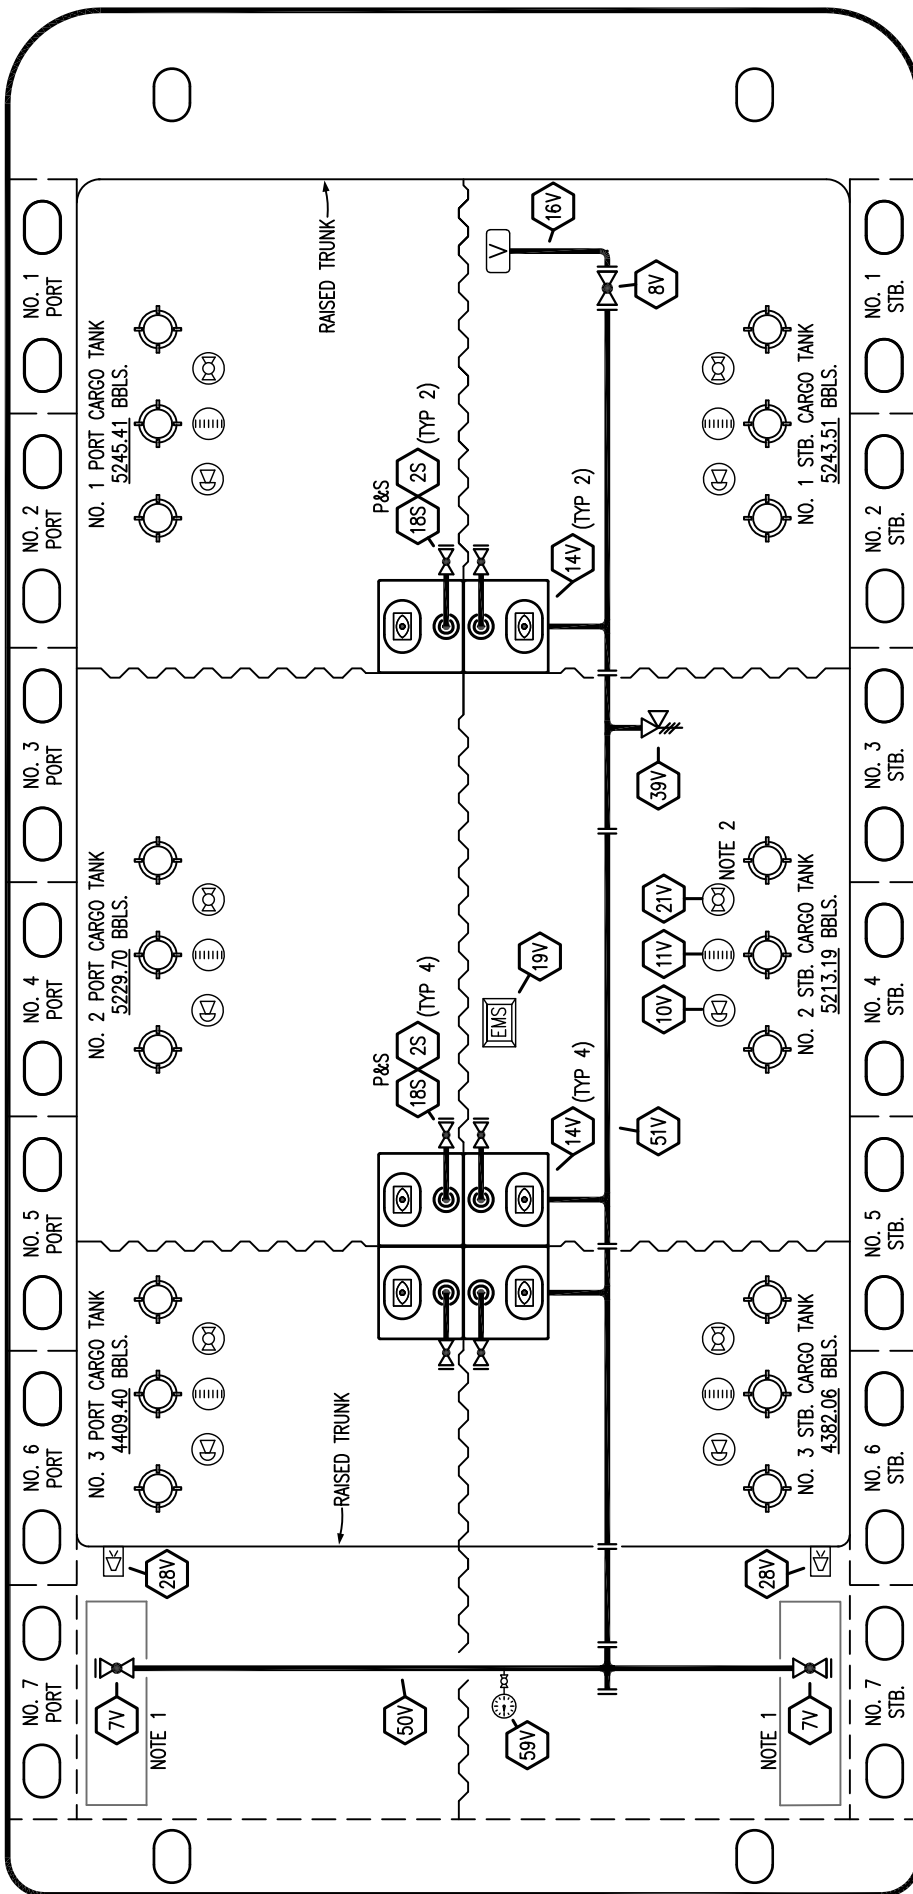 NO. 7
PORT
NO. 6
PORT
NO. 5
PORT
NO. 4
PORT
NO. 3
PORT
NO. 2
PORT
NO. 1
PORT
7V
NOTE 1
28V
NO. 3 PORT CARGO TANK
4409.40 BBLS.
NO. 2 PORT CARGO TANK
5229.70 BBLS.
NO. 1 PORT CARGO TANK
5245.41 BBLS.
RAISED TRUNK
RAISED TRUNK
P&S
18S 2S (TYP 4)
P&S
18S 2S (TYP 2)
50V
59V
EMS
19V
V
16V
14V (TYP 4)
14V (TYP 2)
8V
51V
39V
10V
11V
21V
NOTE 2
7V
NOTE 1
28V
NO. 3 STB. CARGO TANK
4382.06 BBLS.
NO. 2 STB. CARGO TANK
5213.19 BBLS.
NO. 1 STB. CARGO TANK
5243.51 BBLS.
NO. 7
STB.
NO. 6
STB.
NO. 5
STB.
NO. 4
STB.
NO. 3
STB.
NO. 2
STB.
NO. 1
STB.